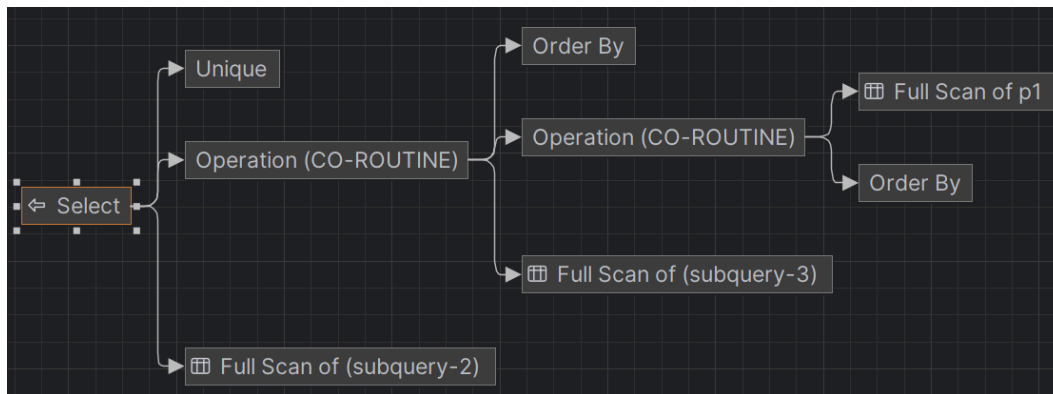 Order By
Unique
Full Scan of p1
Operation (CO-ROUTINE)
Operation (CO-ROUTINE)
Order By
Select
Full Scan of (subquery-3)
Full Scan of (subquery-2)